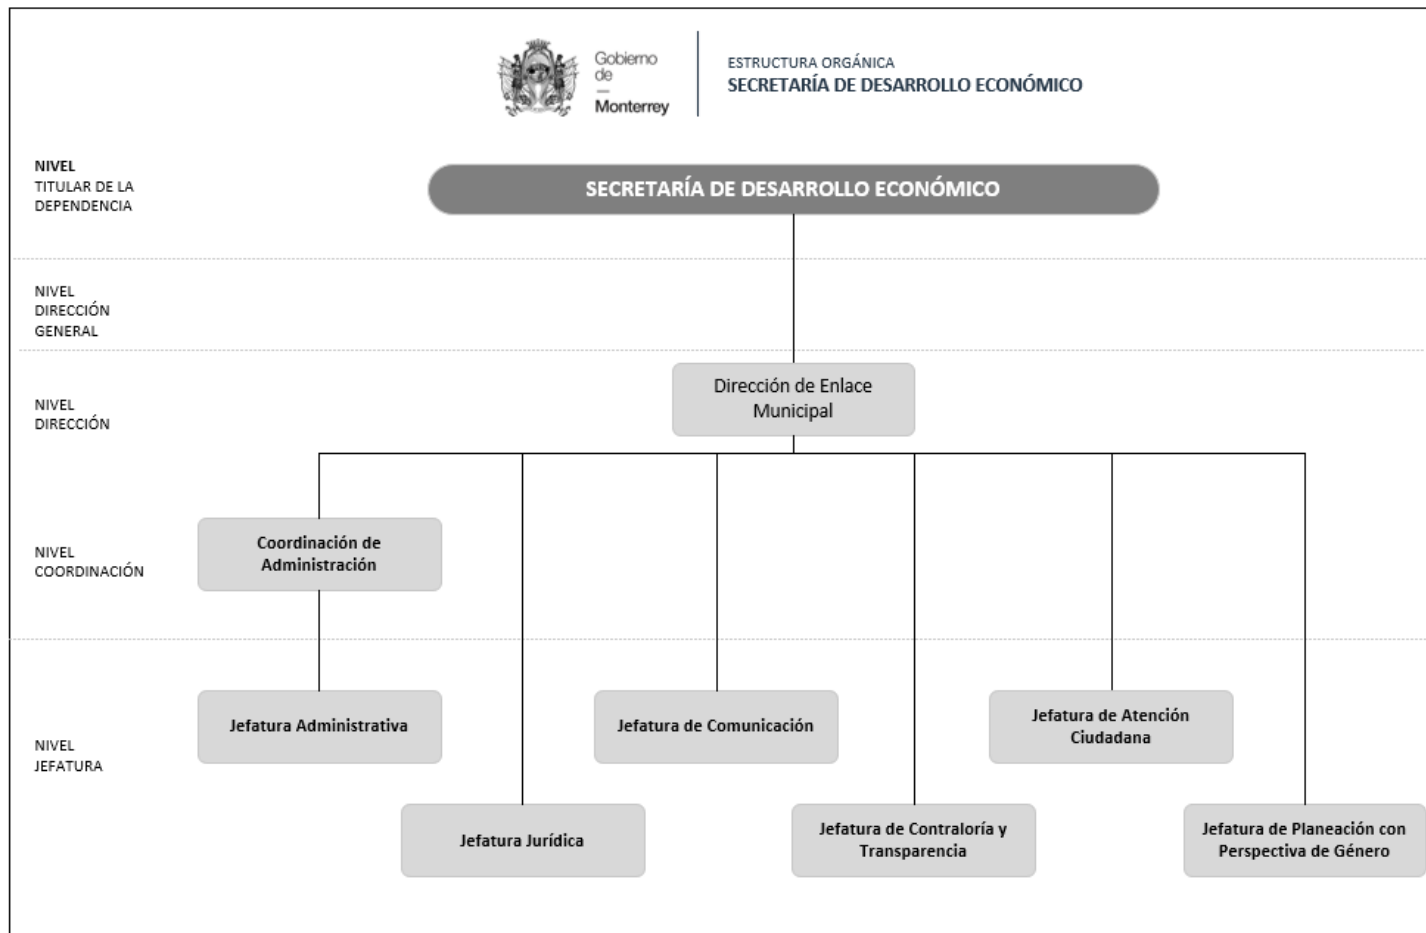 Gobierno
de
—
Monterrey
ESTRUCTURA ORGÁNICA
SECRETARÍA DE DESARROLLO ECONÓMICO
NIVEL
TITULAR DE LA
DEPENDENCIA
SECRETARÍA DE DESARROLLO ECONÓMICO
NIVEL
DIRECCIÓN
GENERAL
NIVEL
DIRECCIÓN
Dirección de Enlace
Municipal
NIVEL
COORDINACIÓN
Coordinación de
Administración
NIVEL
JEFATURA
Jefatura Administrativa
Jefatura de Comunicación
Jefatura de Atención
Ciudadana
Jefatura Jurídica
Jefatura de Contraloría y
Transparencia
Jefatura de Planeación con
Perspectiva de Género